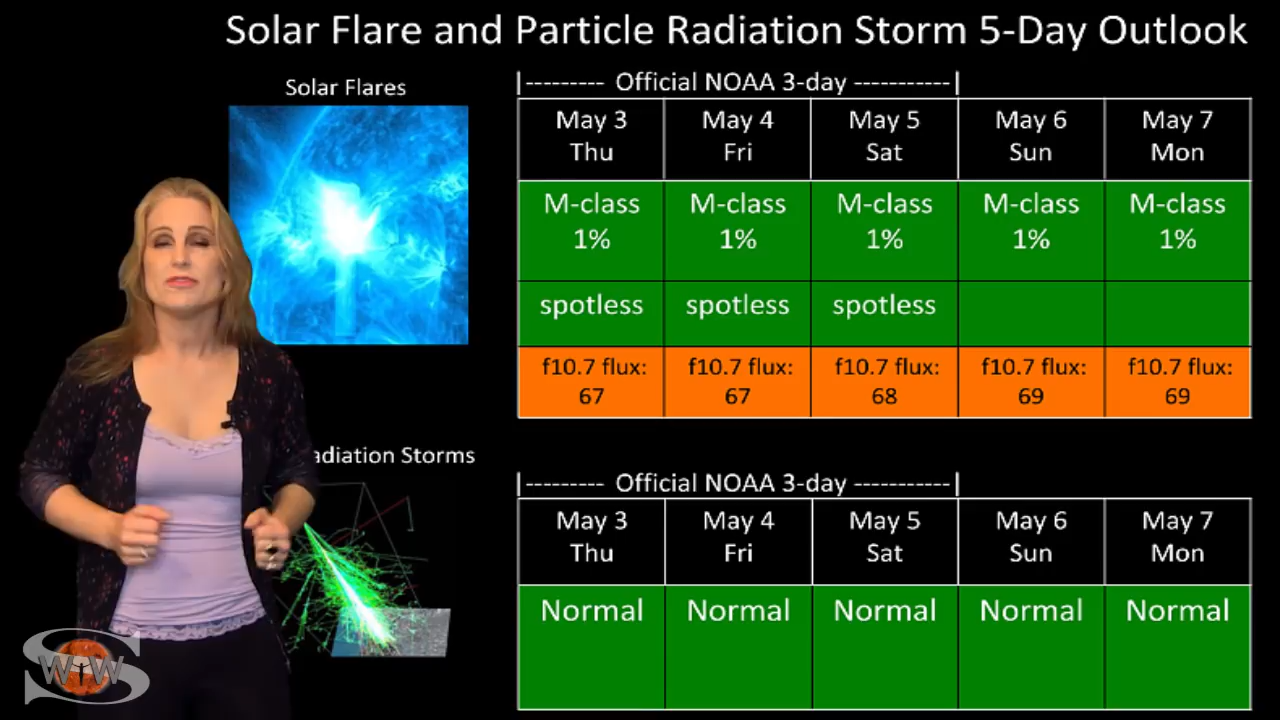 Solar Flare and Particle Radiation Storm 5-Day Outlook
Solar Flares
|--------- Official NOAA 3-day -----------|
May 3 May 4 May 5 May 6 May 7
Thu Fri Sat Sun Mon
M-class M-class M-class M-class M-class
1% 1% 1% 1% 1%
spotless spotless spotless
f10.7 flux: f10.7 flux: f10.7 flux: f10.7 flux: f10.7 flux:
67 67 68 69 69
adiation Storms
|--------- Official NOAA 3-day -----------|
May 3 May 4 May 5 May 6 May 7
Thu Fri Sat Sun Mon
Normal Normal Normal Normal Normal
S WW